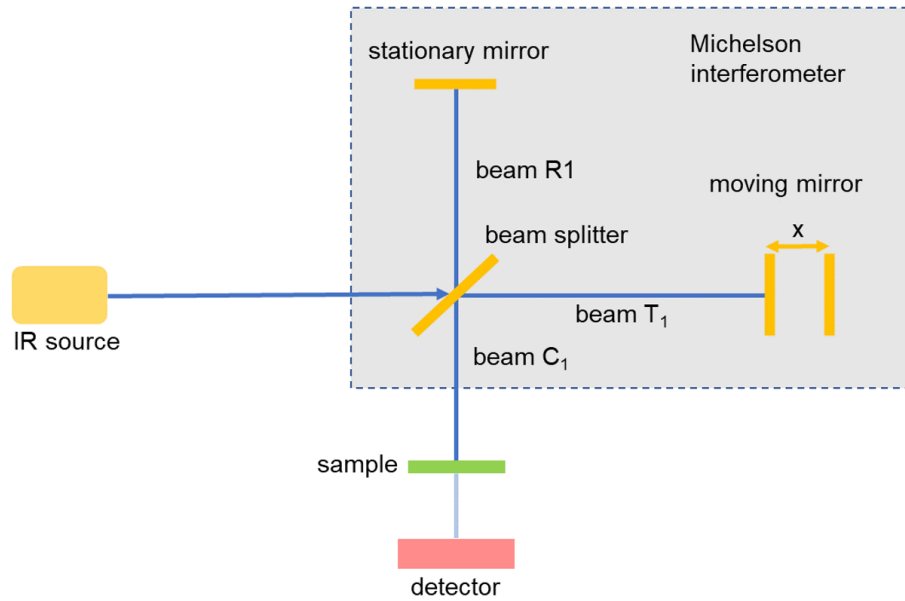 stationary mirror
Michelson
interferometer
beam R1
moving mirror
x
beam splitter
IR source
beam T₁
beam C₁
sample
detector